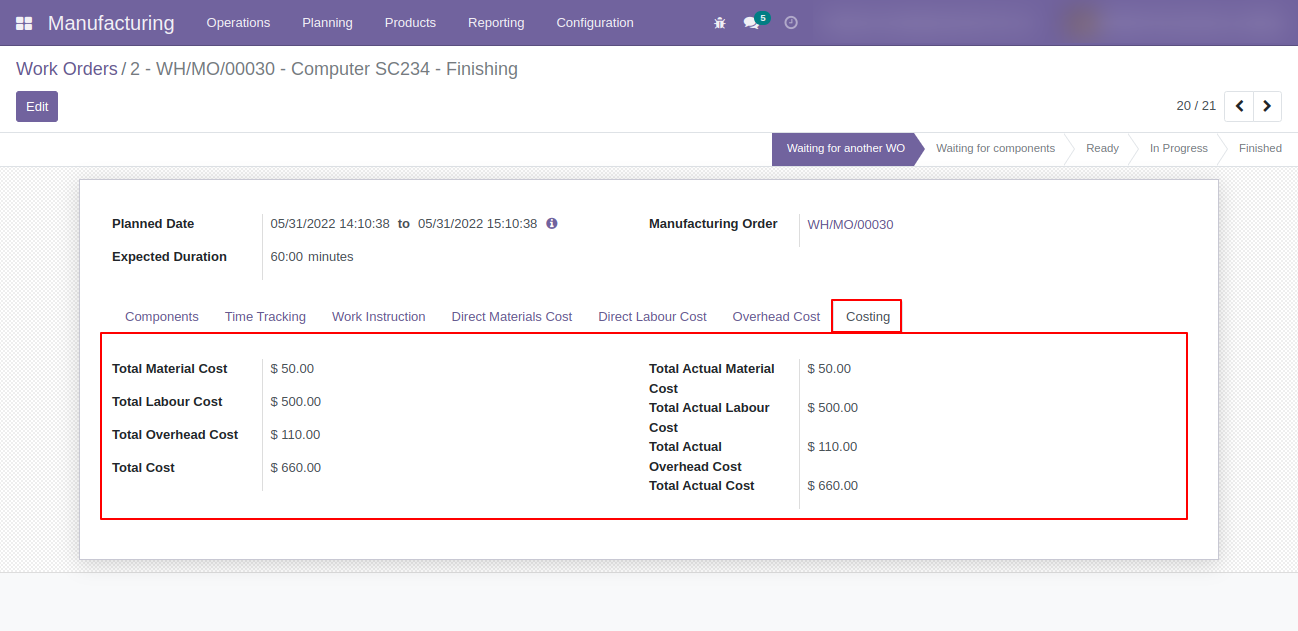 Manufacturing Operations Planning Products Reporting Configuration 5
Work Orders / 2 - WH/MO/00030 - Computer SC234 - Finishing
Edit 20 / 21
Waiting for another WO Waiting for components Ready In Progress Finished
Planned Date 05/31/2022 14:10:38 to 05/31/2022 15:10:38 Manufacturing Order WH/MO/00030
Expected Duration 60:00 minutes
Components Time Tracking Work Instruction Direct Materials Cost Direct Labour Cost Overhead Cost Costing
Total Material Cost $ 50.00
Total Labour Cost $ 500.00
Total Overhead Cost $ 110.00
Total Cost $ 660.00
Total Actual Material $ 50.00
Cost
Total Actual Labour $ 500.00
Cost
Total Actual $ 110.00
Overhead Cost
Total Actual Cost $ 660.00